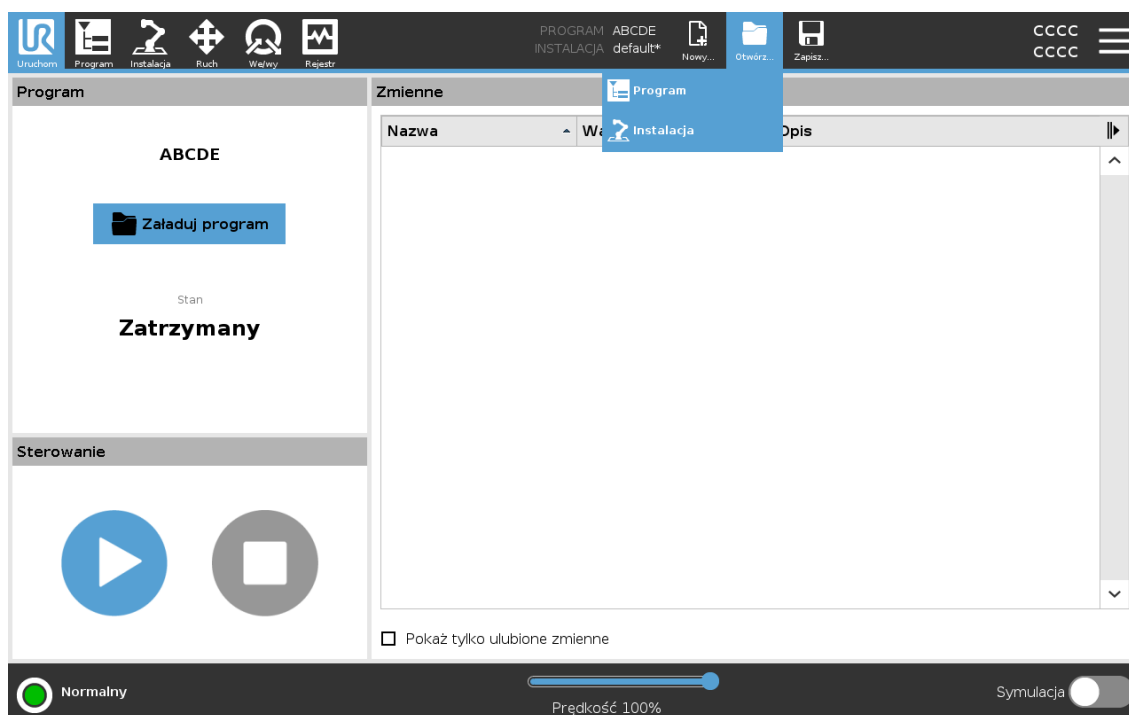 UR
PROGRAM ABCDE
INSTALACJA default*
CCCC
CCCC
Uruchom Program Instalacja Ruch We/wy Rejestr Nowy... Otwórz... Zapisz...
Program
Instalacja
Program
ABCDE
Załaduj program
Stan
Zatrzymany
Sterowanie
Zmienne
Nazwa Opis
Pokaż tylko ulubione zmienne
Normalny
Prędkość 100%
Symulacja